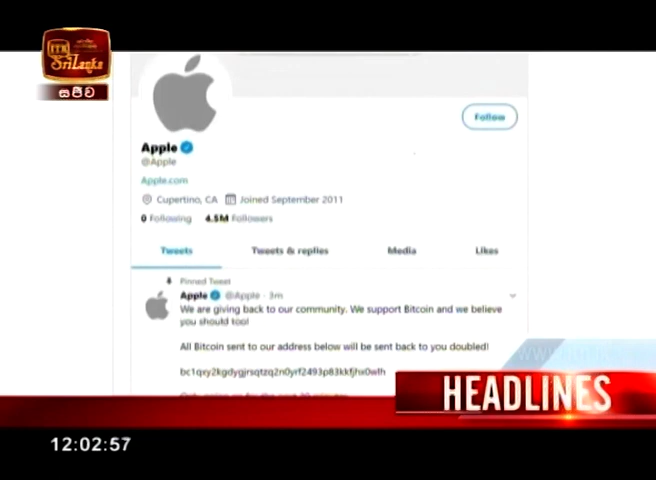 ITN
Sri Lanka
සජීව
Follow
Apple
@Apple
Apple.com
Cupertino, CA Joined September 2011
0 Following 4.5M Followers
Tweets Tweets & replies Media Likes
Pinned Tweet
Apple @Apple · 3m
We are giving back to our community. We support Bitcoin and we believe
you should too!
All Bitcoin sent to our address below will be sent back to you doubled!
bc1qxy2kgdygjrsqtzq2n0yrf2493p83kkfjhx0wlh
HEADLINES
12:02:57